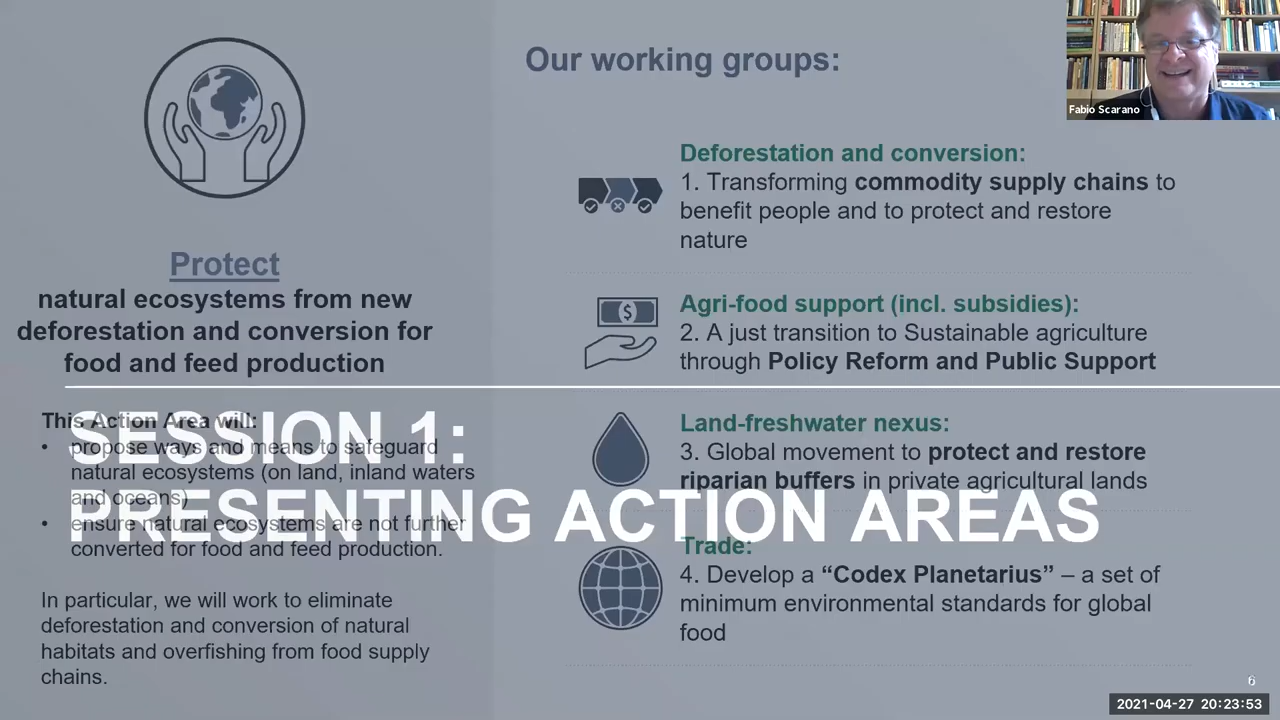 Fabio Scarano
Protect
natural ecosystems from new
deforestation and conversion for
food and feed production
This Action Area will:
• propose ways and means to safeguard
natural ecosystems (on land, inland waters
and oceans)
• ensure natural ecosystems are not further
converted for food and feed production.
In particular, we will work to eliminate
deforestation and conversion of natural
habitats and overfishing from food supply
chains.
Our working groups:
Deforestation and conversion:
1. Transforming commodity supply chains to
benefit people and to protect and restore
nature
Agri-food support (incl. subsidies):
2. A just transition to Sustainable agriculture
through Policy Reform and Public Support
$
Land-freshwater nexus:
3. Global movement to protect and restore
riparian buffers in private agricultural lands
Trade:
4. Develop a “Codex Planetarius” – a set of
minimum environmental standards for global
food
SESSION 1:
PRESENTING ACTION AREAS
2021-04-27 20:23:53